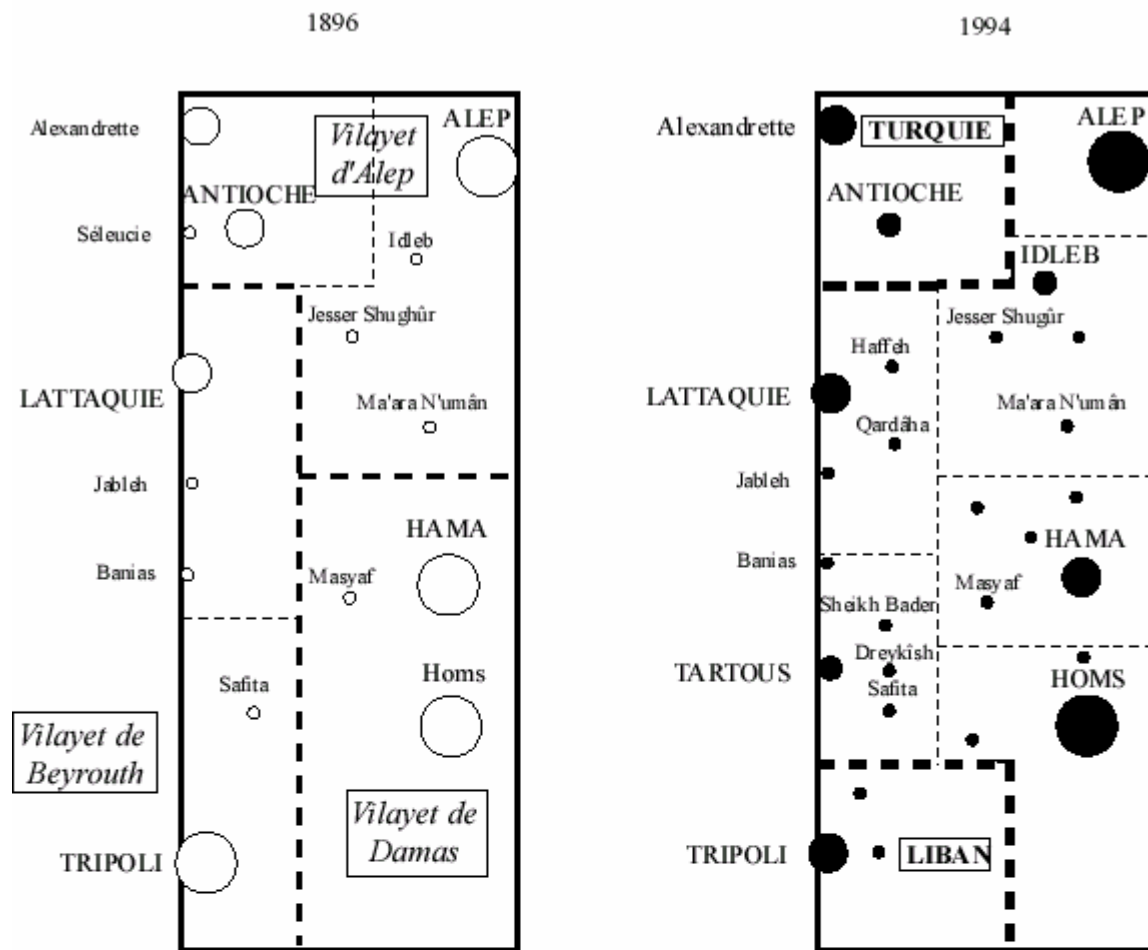 1896
Alexandrette
Vilayet
d'Alep
ALEP
ANTIOCHE
Séleucie
Idleb
Jesser Shughûr
LATTAQUIE
Ma'ara N'umân
Jableh
HAMA
Banias
Masyaf
Safita
Homs
Vilayet de
Beyrouth
Vilayet de
Damas
TRIPOLI
1994
Alexandrette
TURQUIE
ALEP
ANTIOCHE
IDLEB
Jesser Shugûr
Haffeh
LATTAQUIE
Ma'ara N'umân
Qardâha
Jableh
HAMA
Banias
Masyaf
Sheikh Bader
Dreykîsh
TARTOUS
Safita
HOMS
TRIPOLI
LIBAN